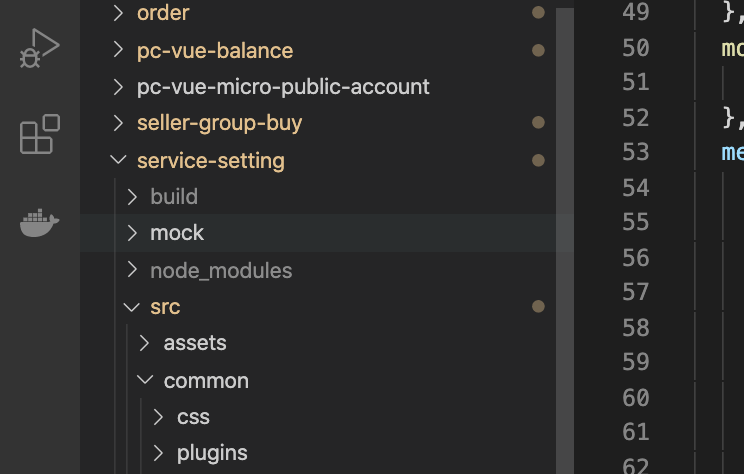 order
pc-vue-balance
pc-vue-micro-public-account
seller-group-buy
service-setting
build
mock
node_modules
src
assets
common
css
plugins
49 },
50 mo
51
52 },
53 me
54
55
56
57
58
59
60
61
62